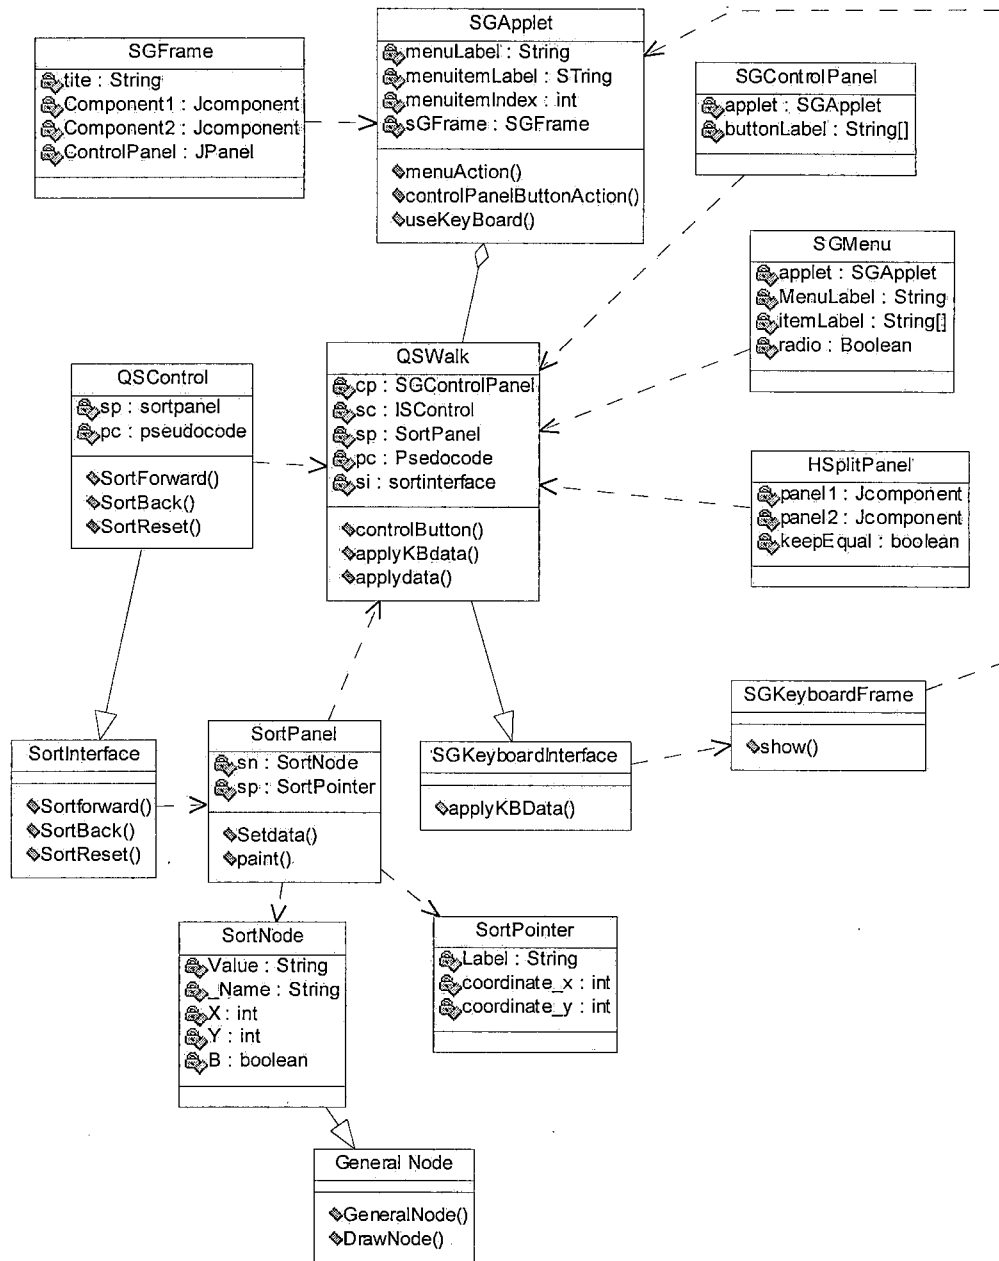 SGApplet
menuLabel : String
menuitemLabel : STring
menuitemIndex : int
sGFrame : SGFrame
menuAction()
controlPanelButtonAction()
useKeyBoard()
SGFrame
tite : String
Component1 : Jcomponent
Component2 : Jcomponent
ControlPanel : JPanel
SGControlPanel
applet : SGApplet
buttonLabel : String[]
SGMenu
applet : SGApplet
MenuLabel : String
itemLabel : String[]
radio : Boolean
QSWalk
cp : SGControlPanel
sc : ISControl
sp : SortPanel
pc : Psedocode
si : sortinterface
controlButton()
applyKBdata()
applydata()
QSControl
sp : sortpanel
pc : pseudocode
SortForward()
SortBack()
SortReset()
HSplitPanel
panel1 : Jcomponent
panel2 : Jcomponent
keepEqual : boolean
SGKeyboardFrame
show()
SortInterface
Sortforward()
SortBack()
SortReset()
SortPanel
sn : SortNode
sp : SortPointer
Setdata()
paint()
SGKeyboardInterface
applyKBData()
SortNode
Value : String
_Name : String
X : int
Y : int
B : boolean
SortPointer
Label : String
coordinate_x : int
coordinate_y : int
General Node
GeneralNode()
DrawNode()